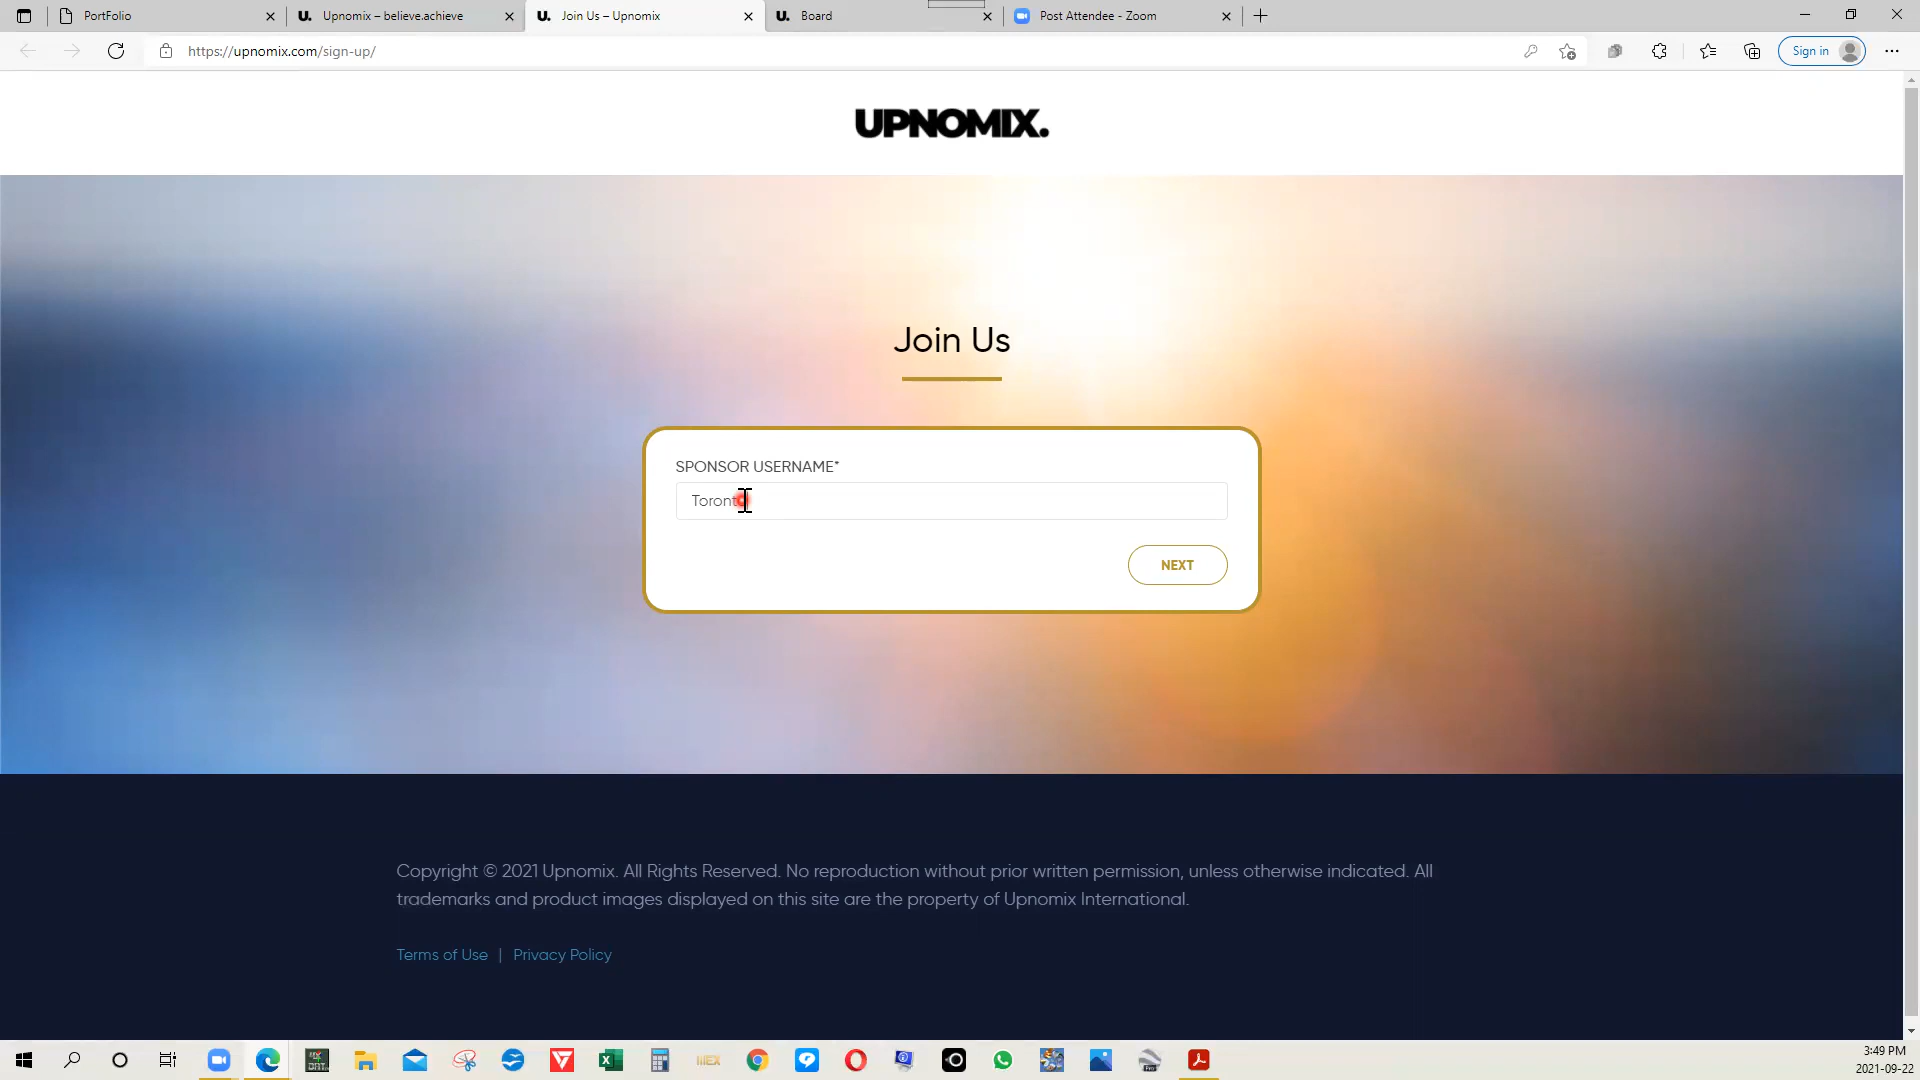 PortFolio
Upnomix – believe.achieve
Join Us – Upnomix
Board
Post Attendee - Zoom
https://upnomix.com/sign-up/
Sign in
UPNOMIX.
Join Us
SPONSOR USERNAME*
Toront
NEXT
Copyright © 2021 Upnomix. All Rights Reserved. No reproduction without prior written permission, unless otherwise indicated. All
trademarks and product images displayed on this site are the property of Upnomix International.
Terms of Use | Privacy Policy
3:49 PM
2021-09-22